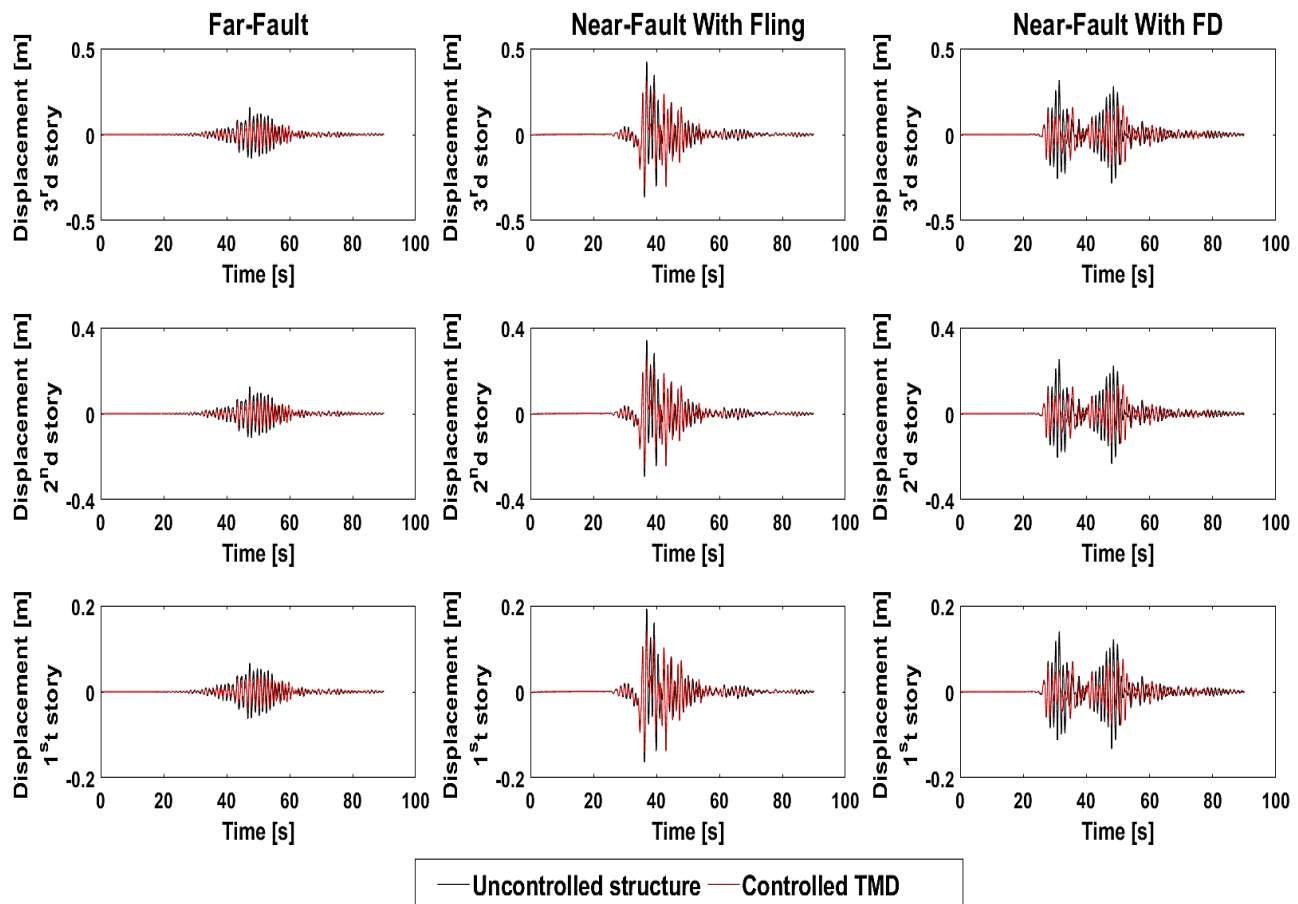 Far-Fault
Near-Fault With Fling
Near-Fault With FD
Displacement [m]
3rd story
0.5
0
-0.5
0 20 40 60 80 100
Time [s]
Displacement [m]
3rd story
0.5
0
-0.5
0 20 40 60 80 100
Time [s]
Displacement [m]
3rd story
0.5
0
-0.5
0 20 40 60 80 100
Time [s]
Displacement [m]
2nd story
0.4
0
-0.4
0 20 40 60 80 100
Time [s]
Displacement [m]
2nd story
0.4
0
-0.4
0 20 40 60 80 100
Time [s]
Displacement [m]
2nd story
0.4
0
-0.4
0 20 40 60 80 100
Time [s]
Displacement [m]
1st story
0.2
0
-0.2
0 20 40 60 80 100
Time [s]
Displacement [m]
1st story
0.2
0
-0.2
0 20 40 60 80 100
Time [s]
Displacement [m]
1st story
0.2
0
-0.2
0 20 40 60 80 100
Time [s]
Uncontrolled structure Controlled TMD